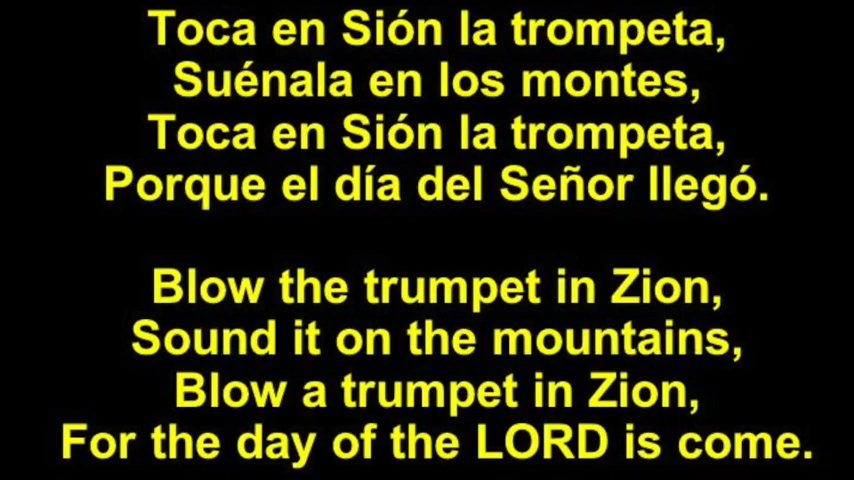 Toca en Sión la trompeta,
Suénala en los montes,
Toca en Sión la trompeta,
Porque el día del Señor llegó.
Blow the trumpet in Zion,
Sound it on the mountains,
Blow a trumpet in Zion,
For the day of the LORD is come.